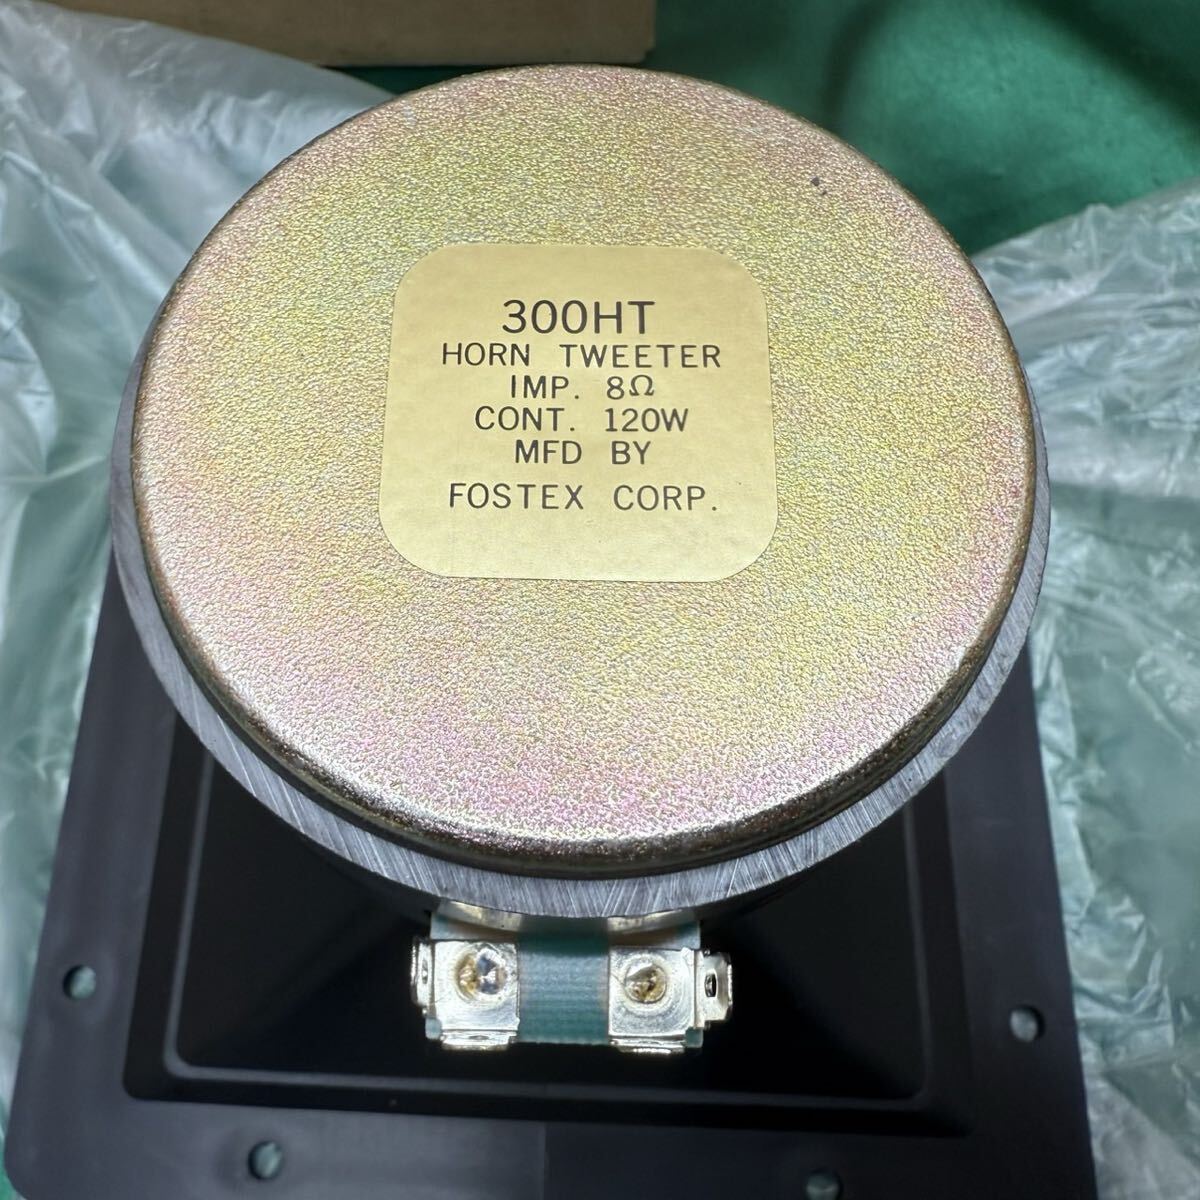 300HT
HORN TWEETER
IMP. 8Ω
CONT. 120W
MFD BY
FOSTEX CORP.